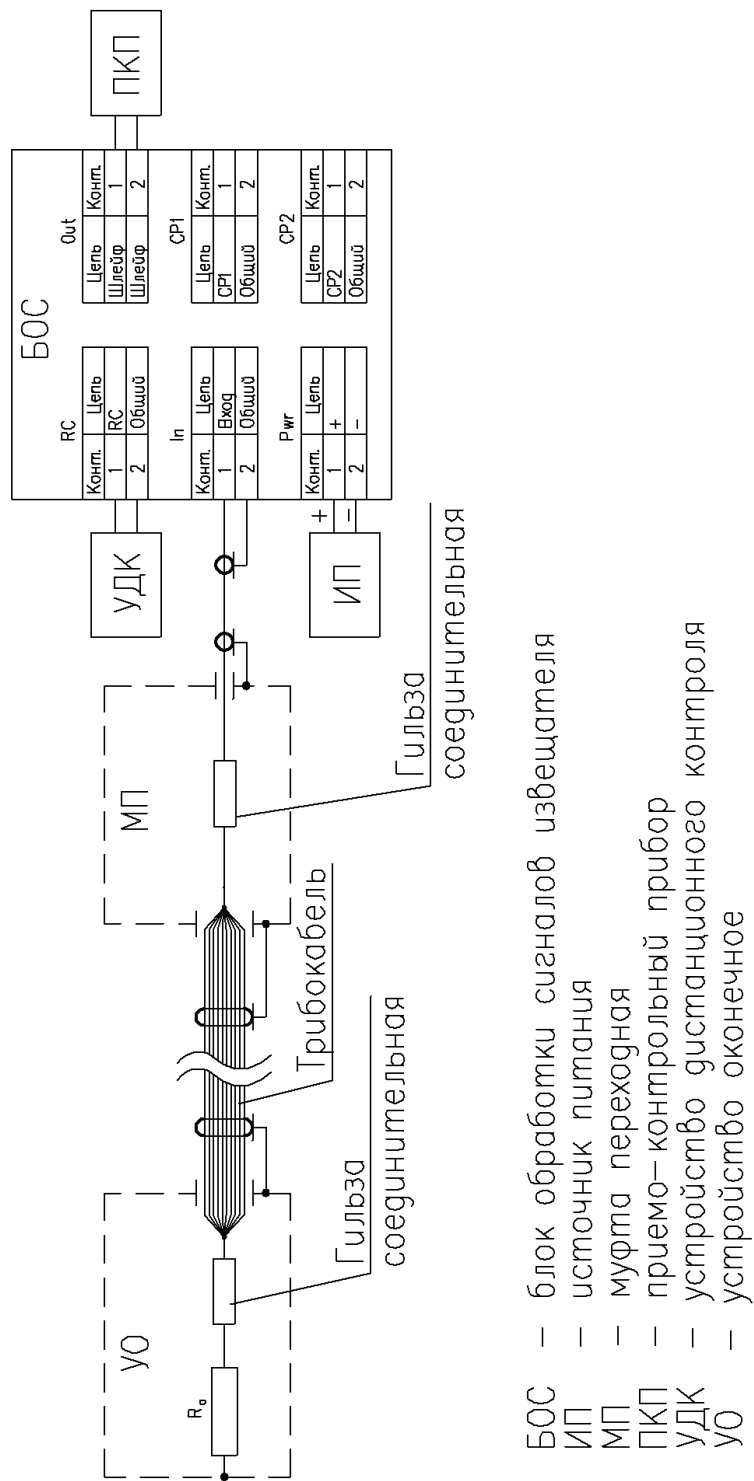 УО
Rо
Гильза
соединительная
Трибокабель
МП
Гильза
соединительная
УДК
ИП
+
−
БОС
RC
Конт. Цепь
1 RC
2 Общий
In
Конт. Цепь
1 Вход
2 Общий
Pwr
Конт. Цепь
1 +
2 −
Out
Цепь Конт.
Шлейф 1
Шлейф 2
CP1
Цепь Конт.
CP1 1
Общий 2
CP2
Цепь Конт.
CP2 1
Общий 2
ПКП
БОС − блок обработки сигналов извещателя
ИП − источник питания
МП − муфта переходная
ПКП − приемо−контрольный прибор
УДК − устройство дистанционного контроля
УО − устройство оконечное